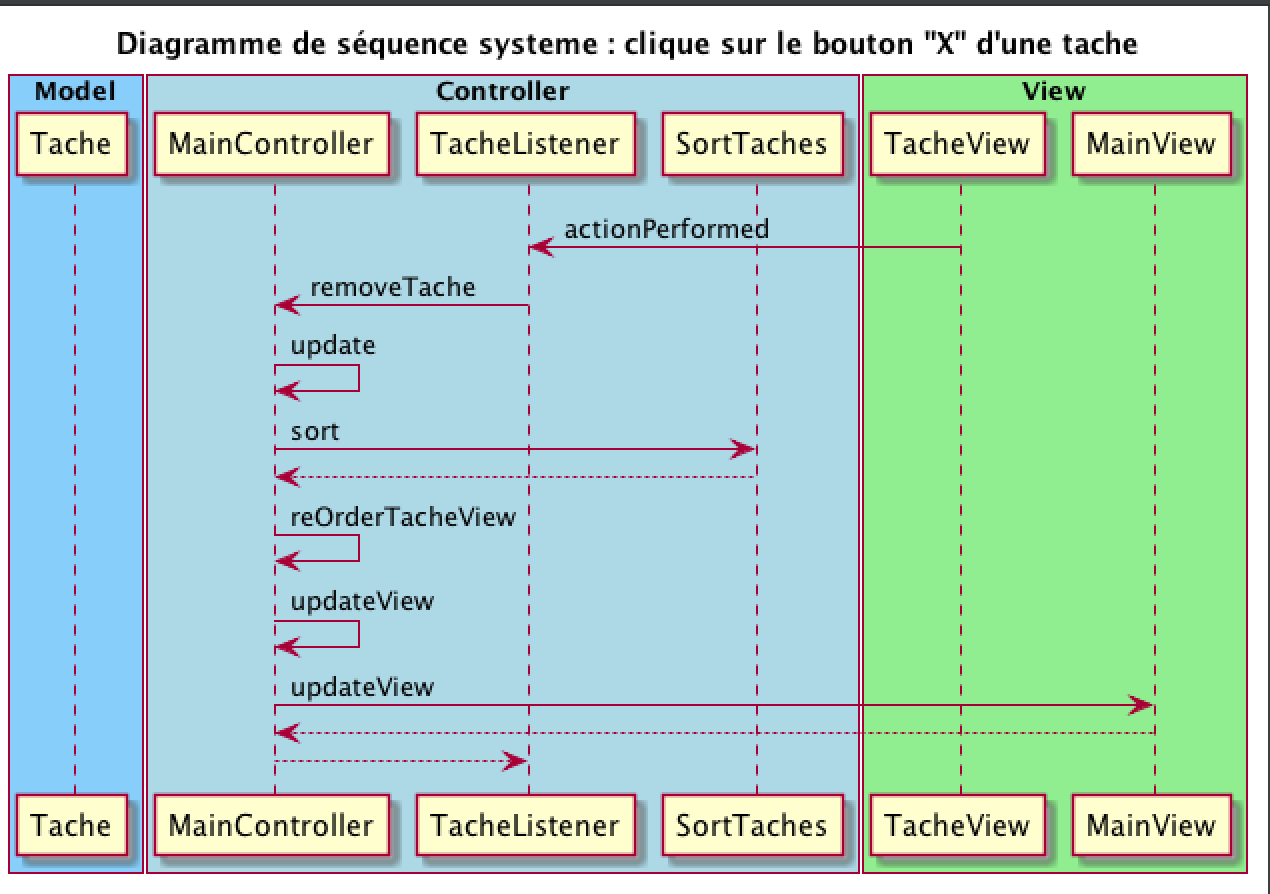 Diagramme de séquence systeme : clique sur le bouton "X" d'une tache
Model
Controller
View
Tache
MainController
TacheListener
SortTaches
TacheView
MainView
actionPerformed
removeTache
update
sort
reOrderTacheView
updateView
updateView
Tache
MainController
TacheListener
SortTaches
TacheView
MainView